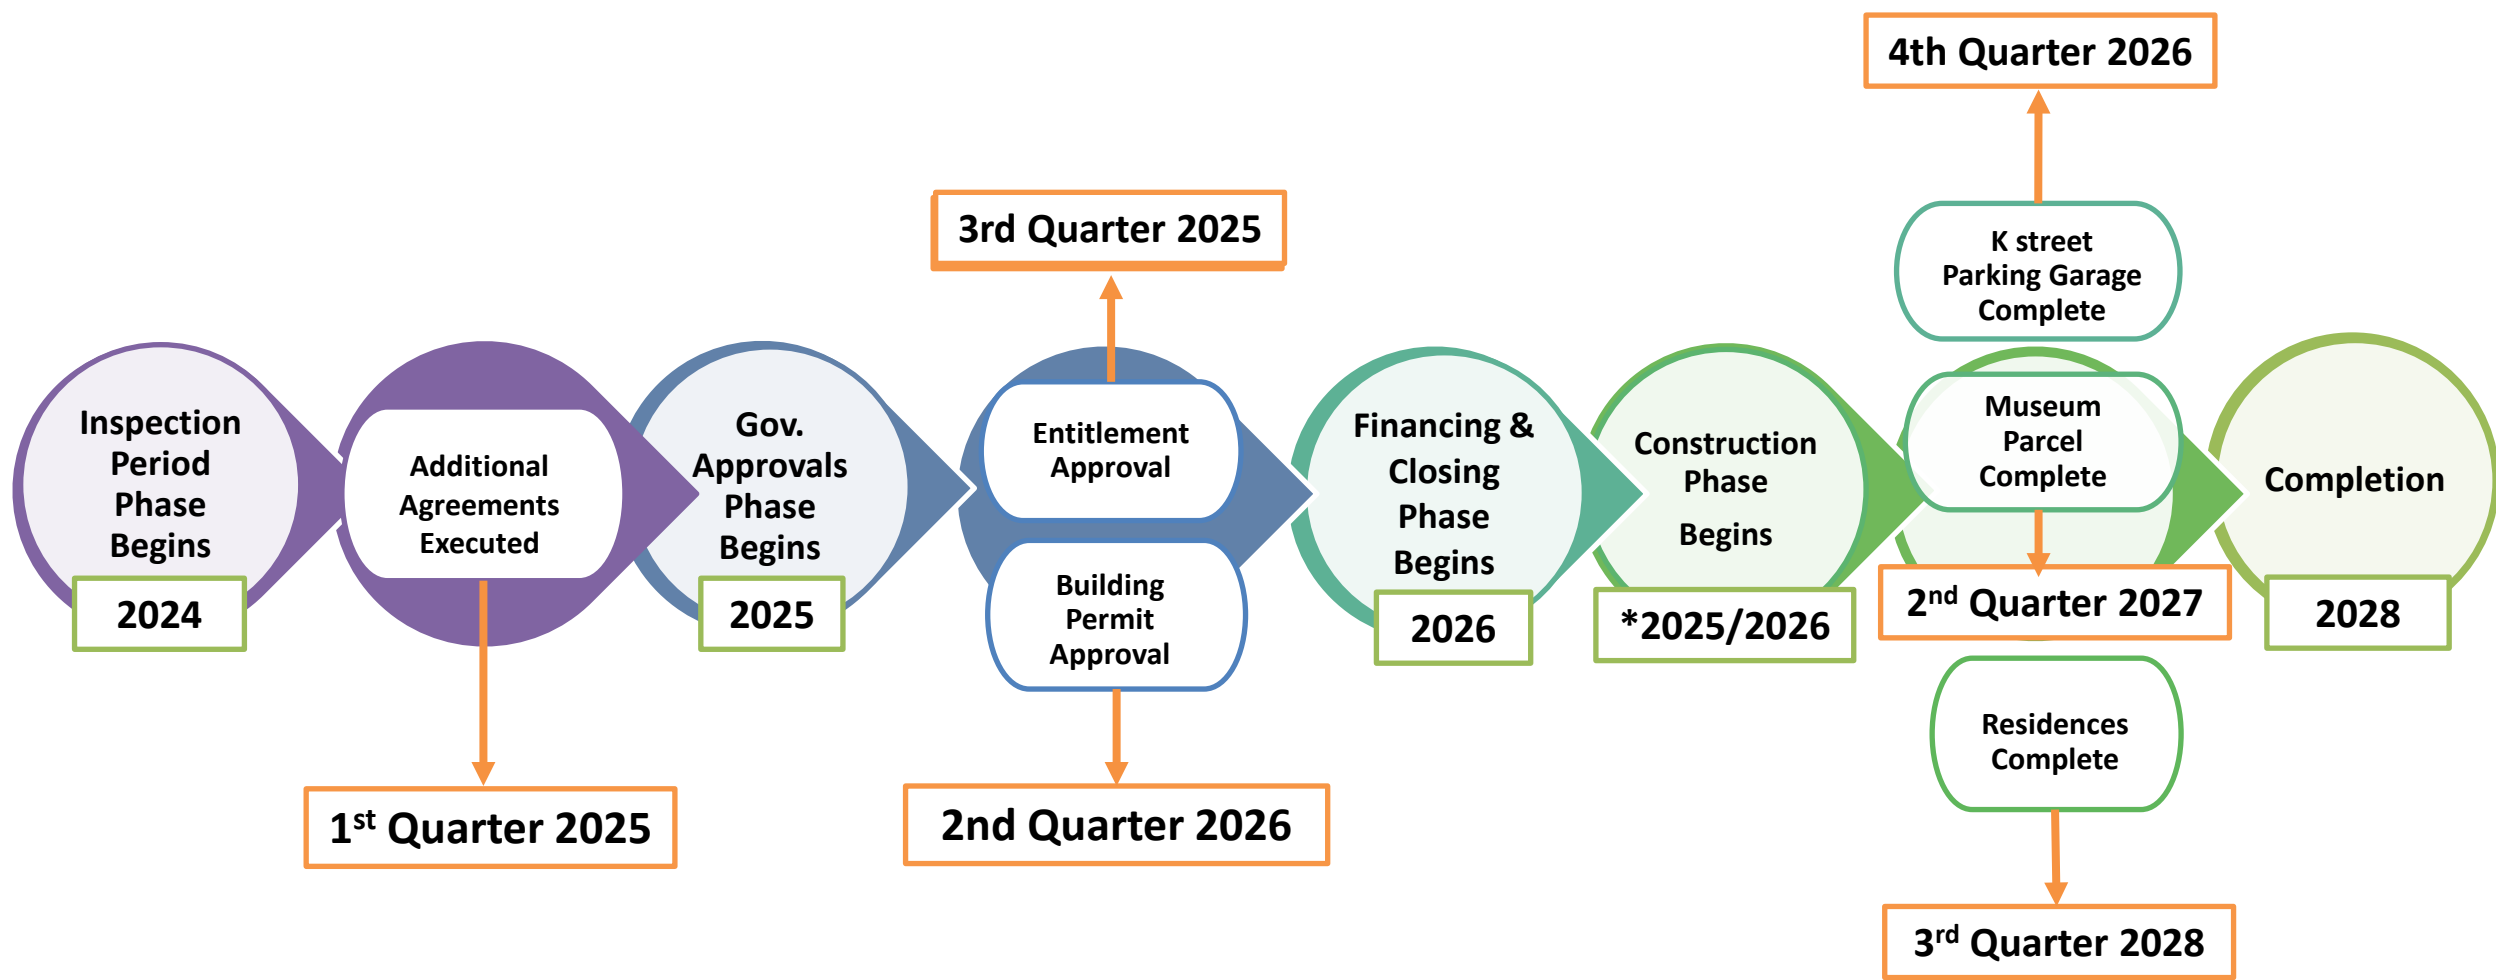 Inspection
Period
Phase
Begins
2024
Additional
Agreements
Executed
1st Quarter 2025
Gov.
Approvals
Phase
Begins
2025
3rd Quarter 2025
Entitlement
Approval
Building
Permit
Approval
2nd Quarter 2026
Financing &
Closing
Phase
Begins
2026
Construction
Phase
Begins
*2025/2026
4th Quarter 2026
K street
Parking Garage
Complete
Museum
Parcel
Complete
2nd Quarter 2027
Residences
Complete
3rd Quarter 2028
Completion
2028